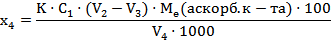 x₄ = K · C₁ · (V₂ − V₃) · Mₑ(аскорб.к − та) · 100
V₄ · 1000